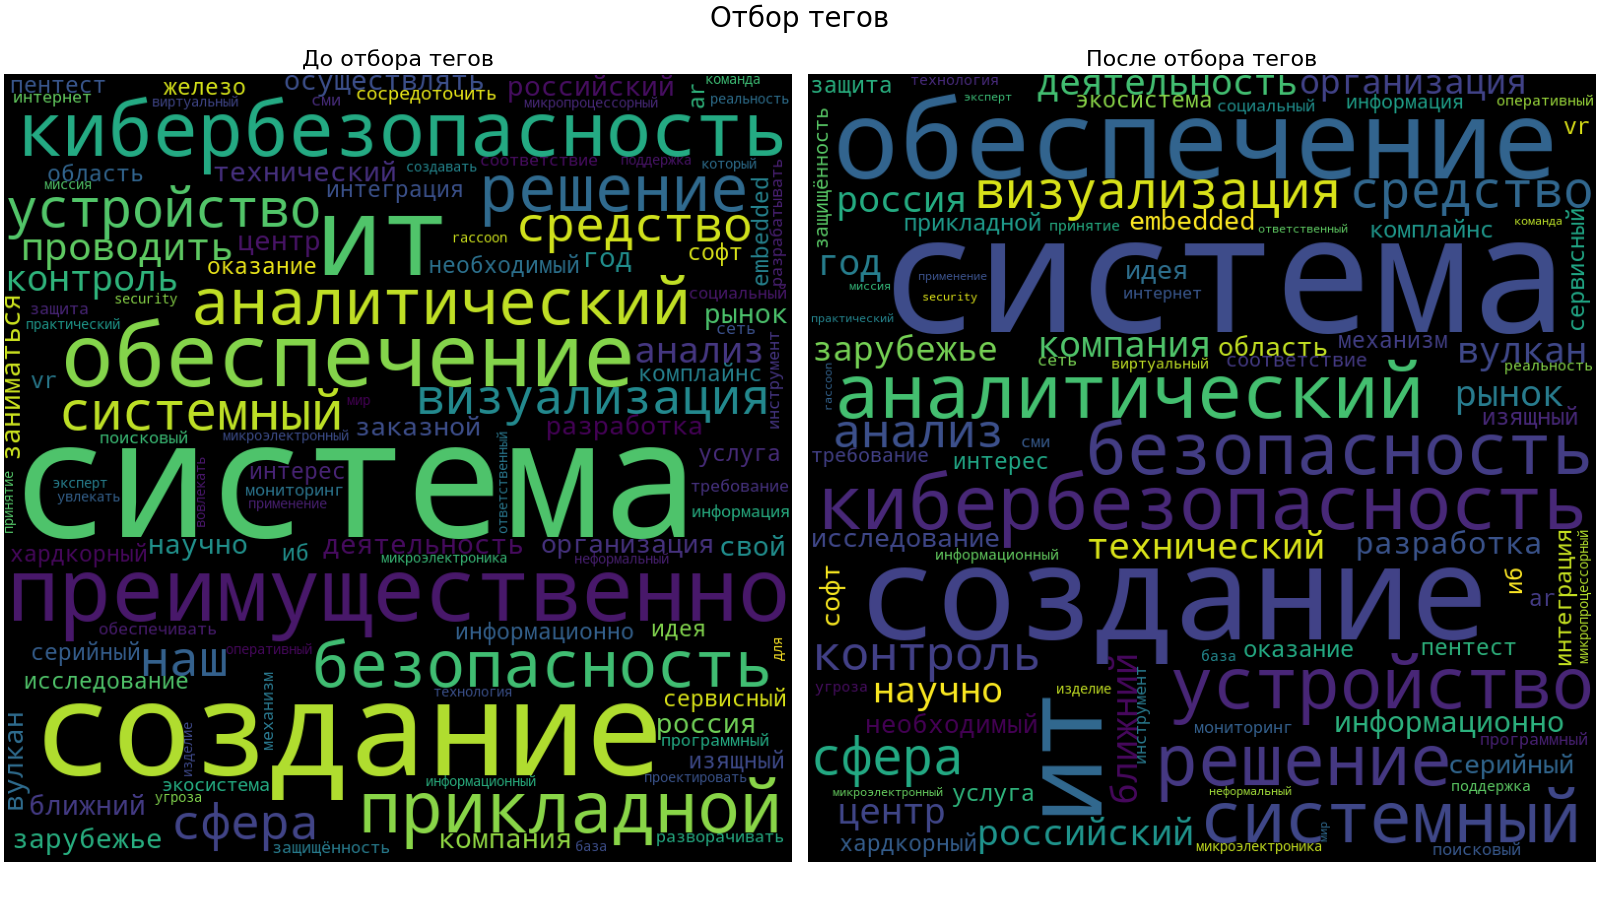 Отбор тегов
До отбора тегов
пентест
железо
осуществлять
российский
команда
интернет
виртуальный
сми
сосредоточить
микропроцессорный
ar
реальность
кибербезопасность
область
технический
создавать
соответствие
поддержка
который
миссия
интеграция
решение
embedded
разрабатывать
устройство
ит
средство
проводить
центр
raccoon
софт
контроль
оказание
необходимый
год
security
аналитический
социальный
защита
рынок
заниматься
практический
сеть
обеспечение
анализ
инструмент
vr
комплаенс
системный
мир
визуализация
поисковый
микроэлектронный
заказной
разработка
система
услуга
интерес
эксперт
мониторинг
требование
увлекать
применение
вовлекать
ответственный
принятие
информация
хардкорный
научно
иб
деятельность
организация
свой
микроэлектроника
неформальный
преимущественно
обеспечивать
информационно
идея
серийный
наш
оперативный
безопасность
для
исследование
механизм
технология
сервисный
создание
россия
вулкан
изделие
программный
изящный
экосистема
информационный
проектировать
угроза
ближний
сфера
прикладной
зарубежье
защищённость
компания
база
разворачивать
После отбора тегов
защита
технология
деятельность
организация
эксперт
экосистема
социальный
информация
оперативный
защищённость
обеспечение
vr
россия
визуализация
средство
прикладной
принятие
embedded
ответственный
комплайнс
команда
сервисный
год
система
применение
идея
миссия
security
интернет
практический
зарубежье
компания
область
механизм
вулкан
сеть
виртуальный
соответствие
реальность
raccoon
аналитический
рынок
анализ
сми
изящный
требование
интерес
безопасность
кибербезопасность
исследование
информационный
технический
разработка
интеграция
микропроцессорный
софт
создание
иб
ar
контроль
база
оказание
пентест
угроза
научно
изделие
ближний
инструмент
устройство
необходимый
ит
мониторинг
информационно
сфера
решение
программный
серийный
микроэлектронный
услуга
неформальный
поддержка
центр
российский
системный
мир
хардкорный
микроэлектроника
поисковый